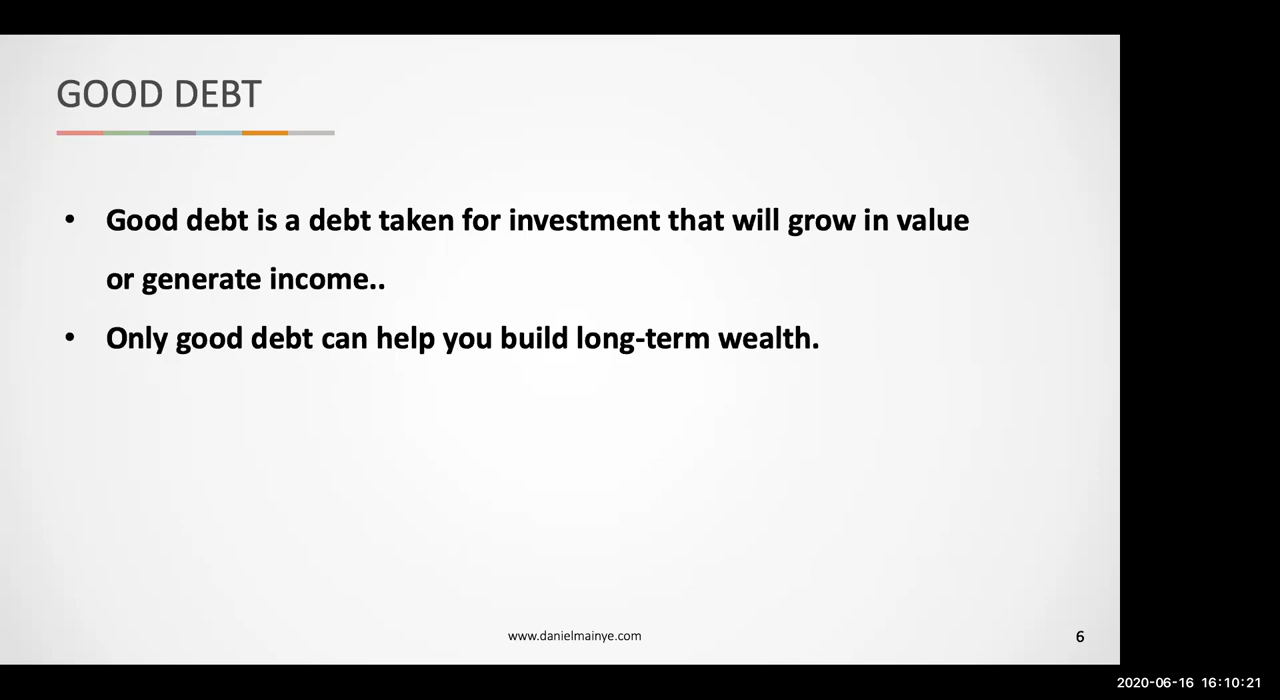 GOOD DEBT
• Good debt is a debt taken for investment that will grow in value
or generate income..
• Only good debt can help you build long-term wealth.
www.danielmainye.com
6
2020-06-16 16:10:21